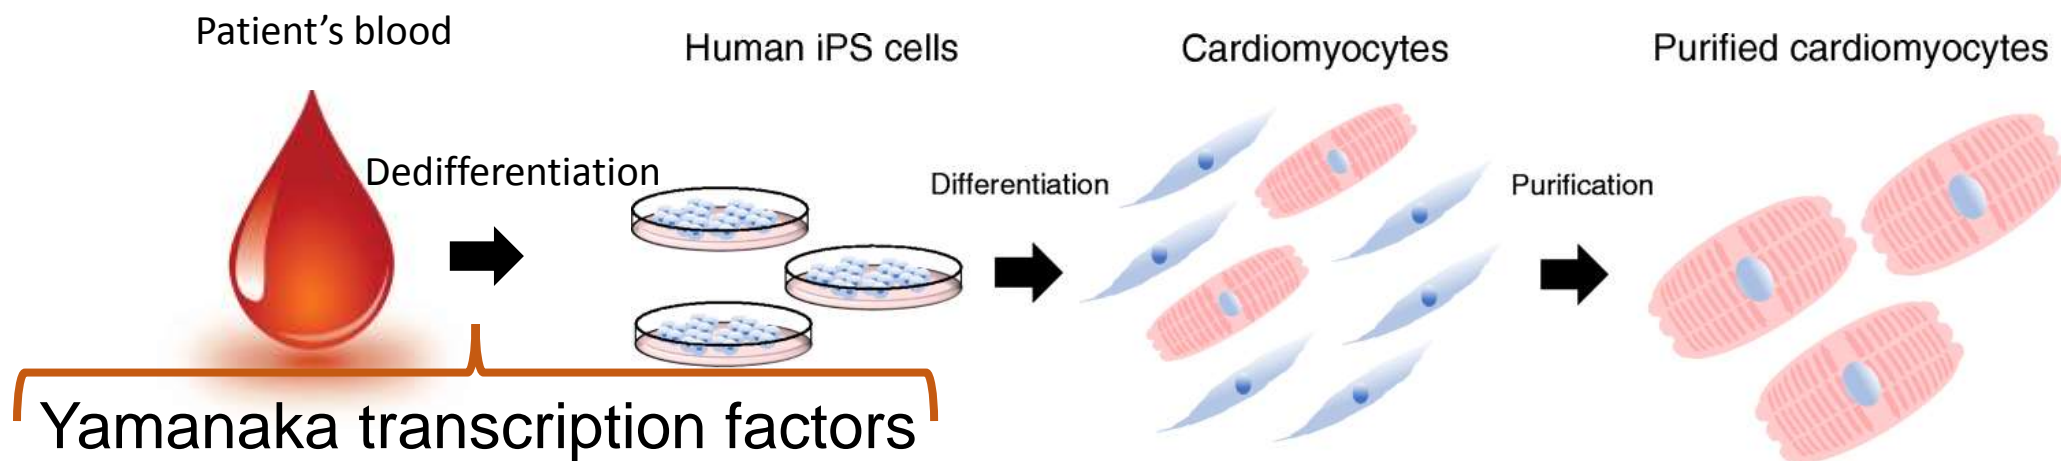 Patient’s blood
Human iPS cells
Cardiomyocytes
Purified cardiomyocytes
Dedifferentiation
Differentiation
Purification
Yamanaka transcription factors